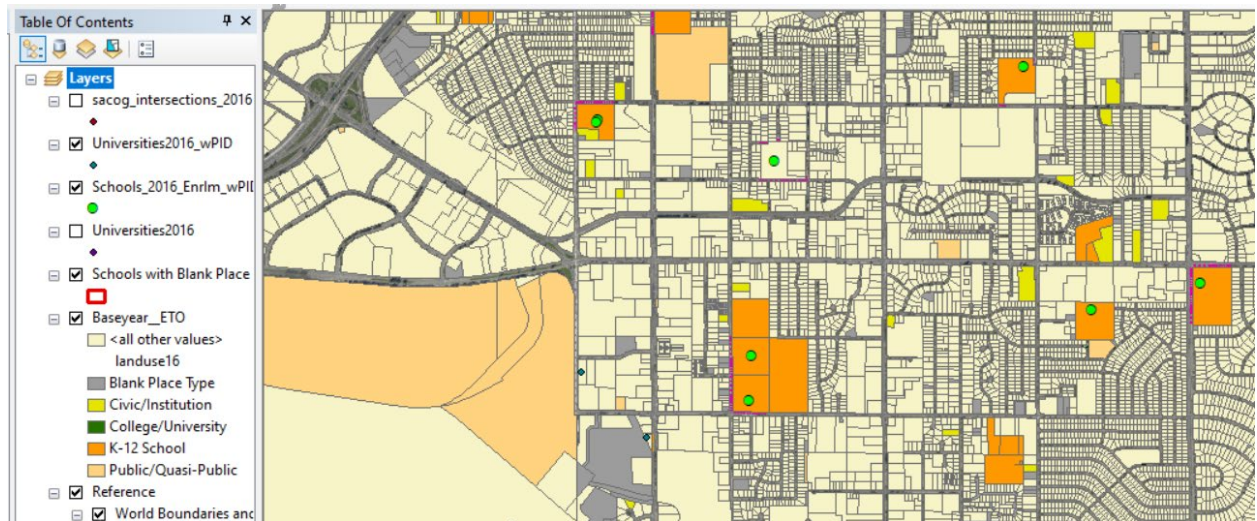 Table Of Contents
Layers
sacog_intersections_2016
Universities2016_wPID
Schools_2016_Enrlm_wPI
Universities2016
Schools with Blank Place
Baseyear__ETO
<all other values>
landuse16
Blank Place Type
Civic/Institution
College/University
K-12 School
Public/Quasi-Public
Reference
World Boundaries and